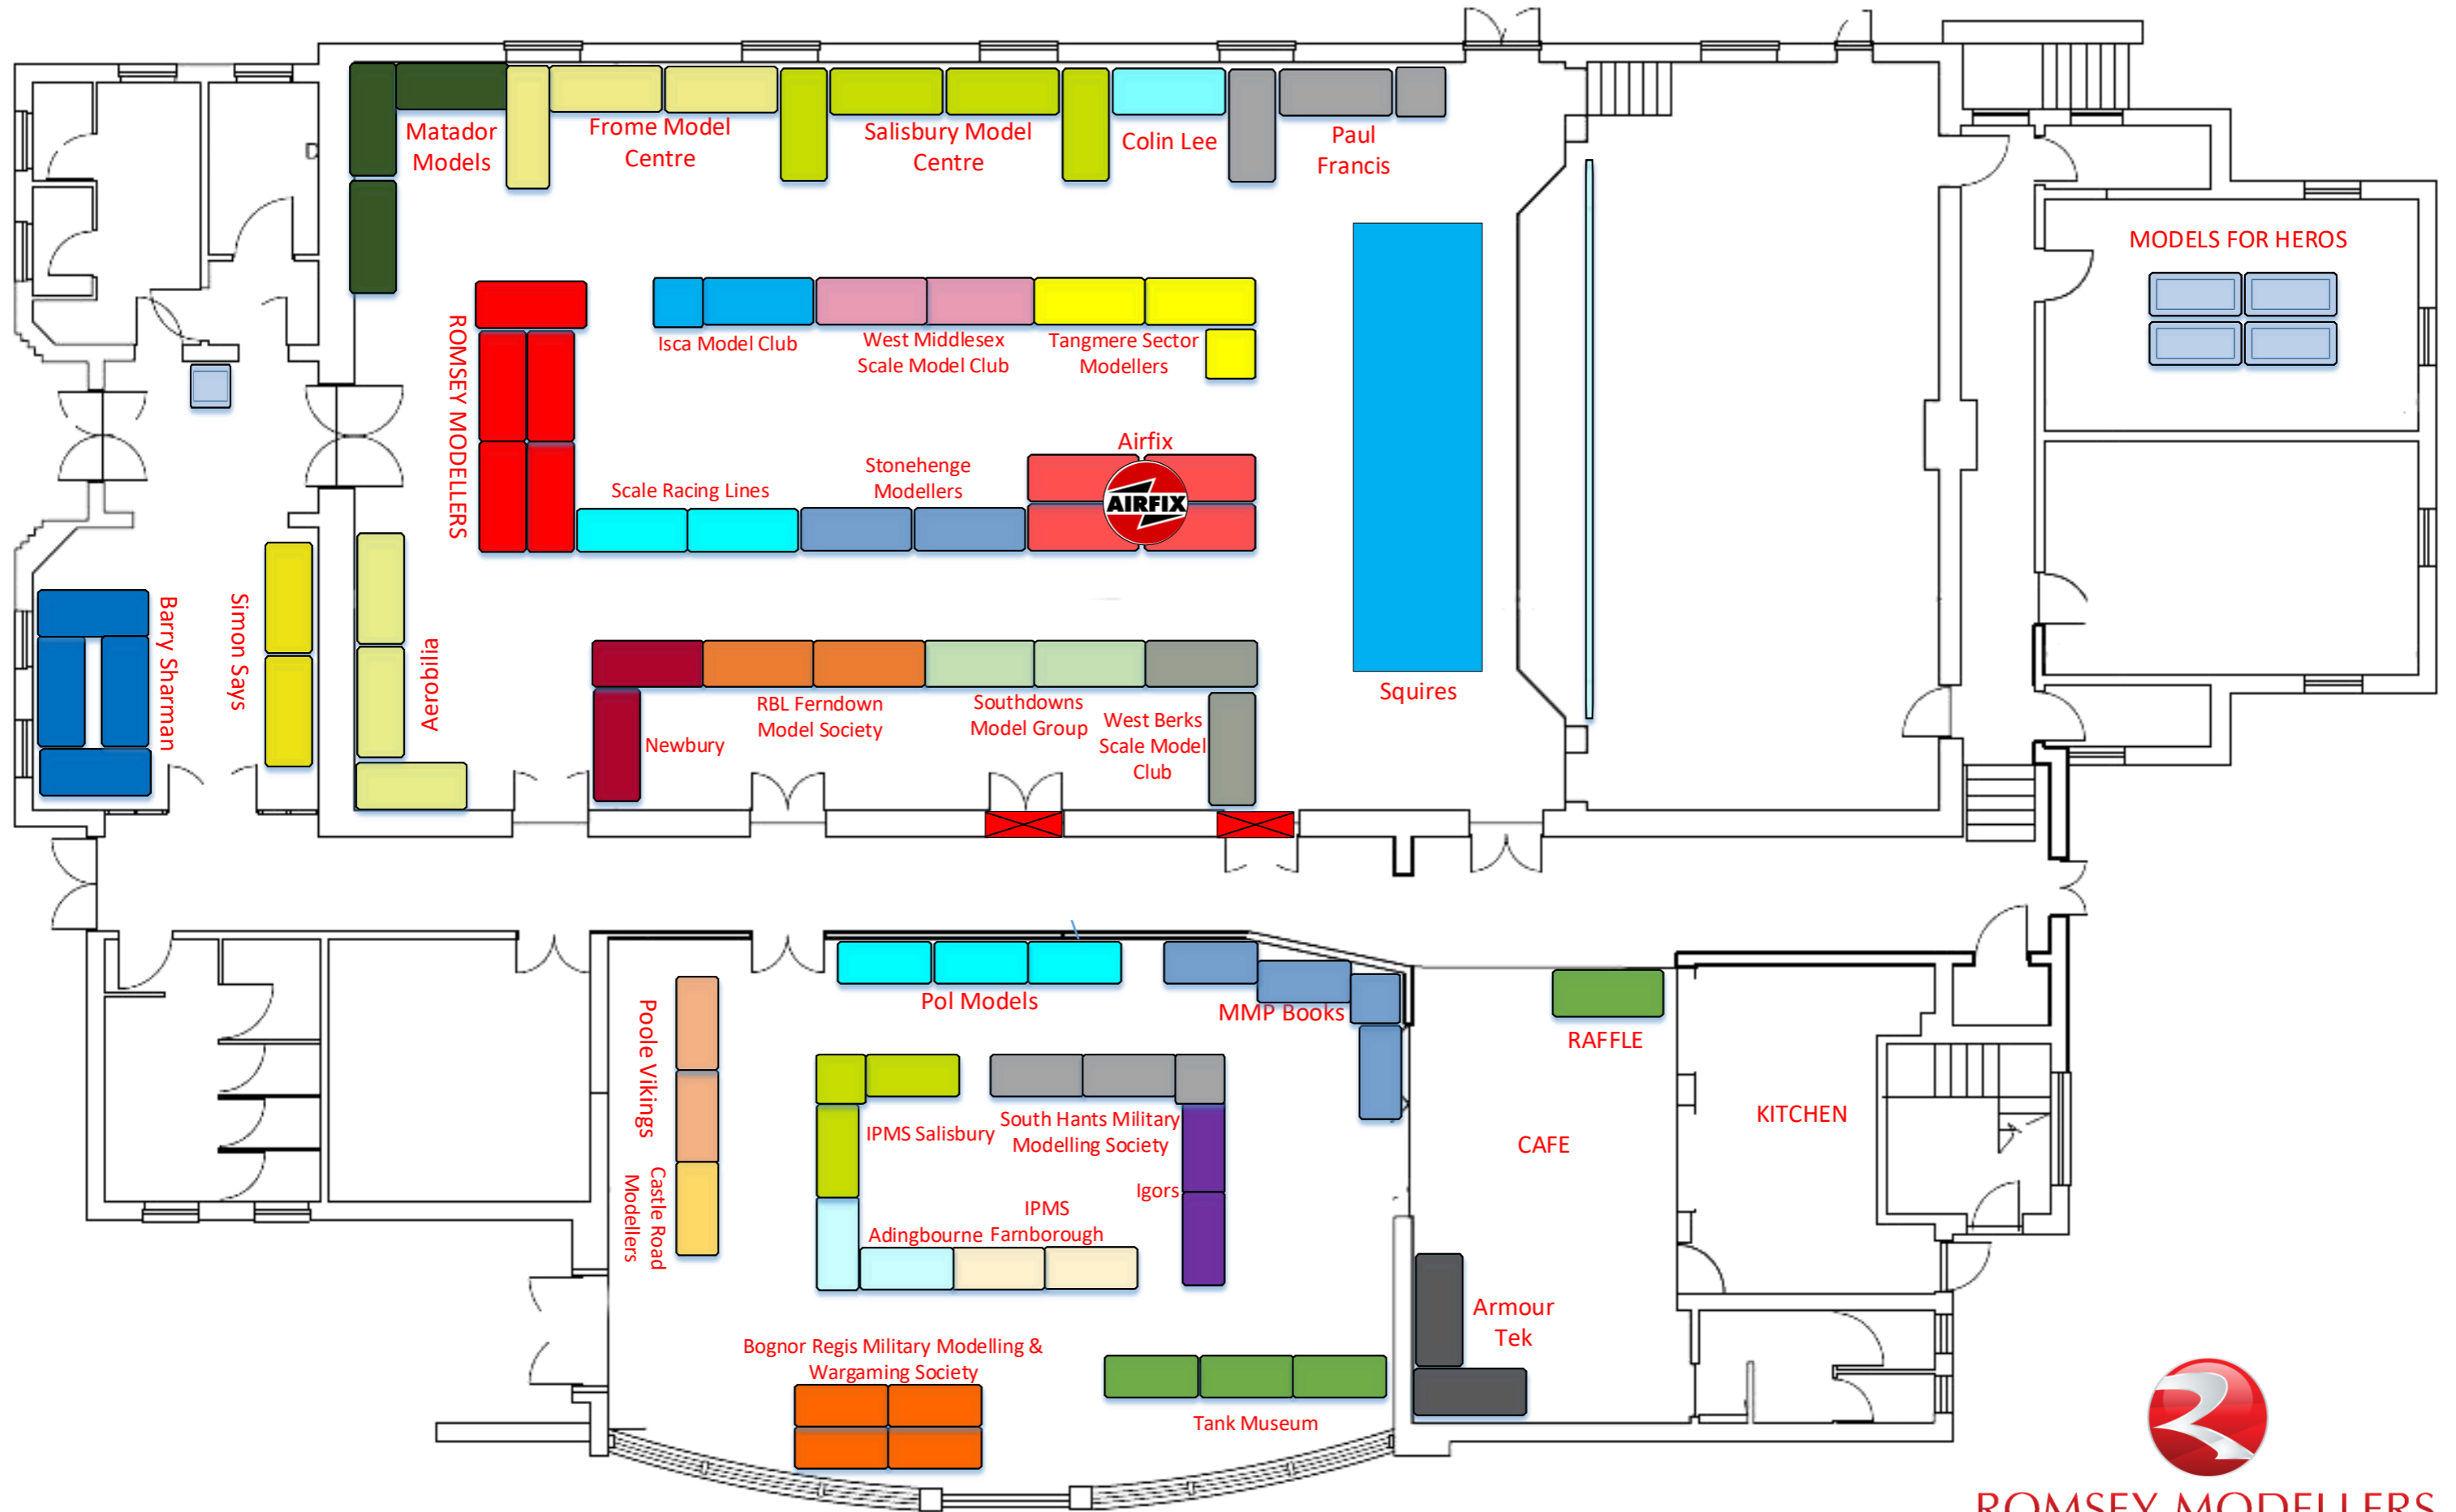 Matador
Models
Frome Model
Centre
Salisbury Model
Centre
Colin Lee
Paul
Francis
MODELS FOR HEROS
ROMSEY MODELLERS
Isca Model Club
West Middlesex
Scale Model Club
Tangmere Sector
Modellers
Airfix
AIRFIX
Scale Racing Lines
Stonehenge
Modellers
Squires
Barry Sharman
Simon Says
Aerobilia
Newbury
RBL Ferndown
Model Society
Southdowns
Model Group
West Berks
Scale Model
Club
Pol Models
MMP Books
RAFFLE
Poole Vikings
Castle Road
Modellers
IPMS Salisbury
South Hants Military
Modelling Society
Igors
Adingbourne
IPMS
Farnborough
CAFE
KITCHEN
Armour
Tek
Bognor Regis Military Modelling &
Wargaming Society
Tank Museum
ROMSEY MODELLERS